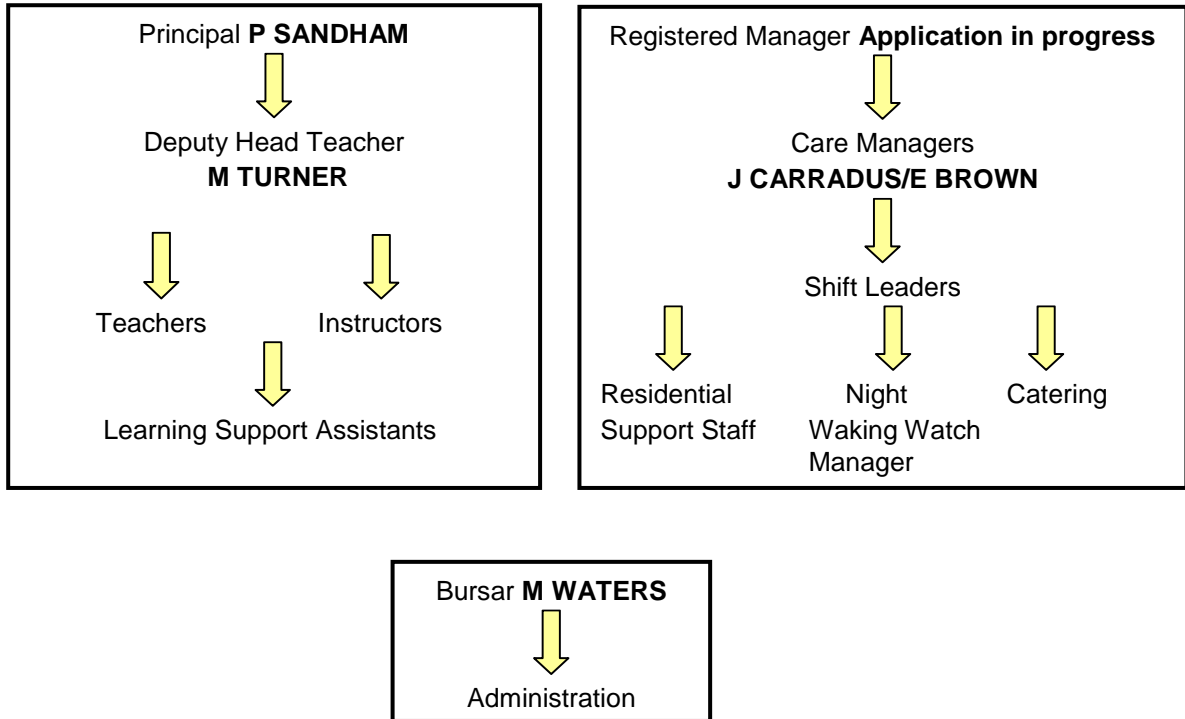 Principal P SANDHAM
Deputy Head Teacher
M TURNER
Teachers
Instructors
Learning Support Assistants
Registered Manager Application in progress
Care Managers
J CARRADUS/E BROWN
Shift Leaders
Residential
Support Staff
Night
Waking Watch
Manager
Catering
Bursar M WATERS
Administration